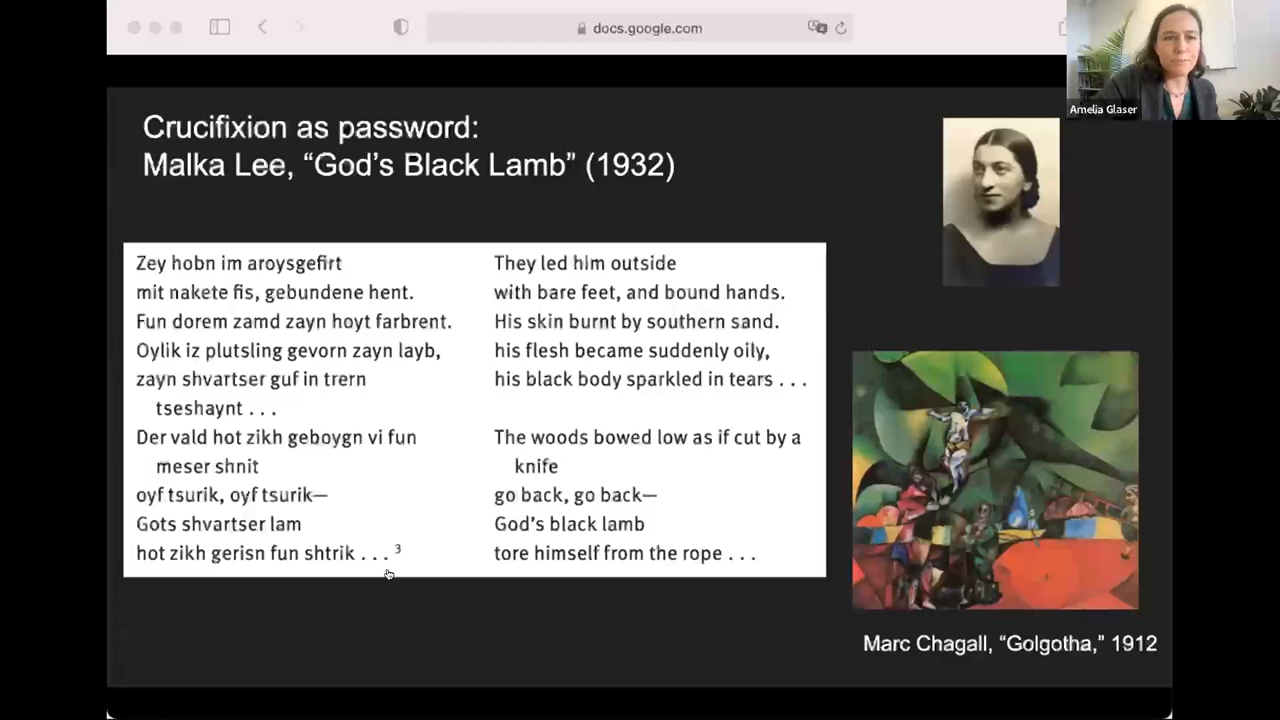 docs.google.com
Amelia Glaser
Crucifixion as password:
Malka Lee, “God’s Black Lamb” (1932)
Zey hobn im aroysgefirt
mit nakete fis, gebundene hent.
Fun dorem zamd zayn hoyt farbrent.
Oylik iz plutsling gevorn zayn layb,
zayn shvartser guf in trern
tseshaynt . . .
Der vald hot zikh geboygn vi fun
meser shnit
oyf tsurik, oyf tsurik—
Gots shvartser lam
hot zikh gerisn fun shtrik . . . ³
They led him outside
with bare feet, and bound hands.
His skin burnt by southern sand.
his flesh became suddenly oily,
his black body sparkled in tears . . .
The woods bowed low as if cut by a
knife
go back, go back—
God’s black lamb
tore himself from the rope . . .
Marc Chagall, “Golgotha,” 1912